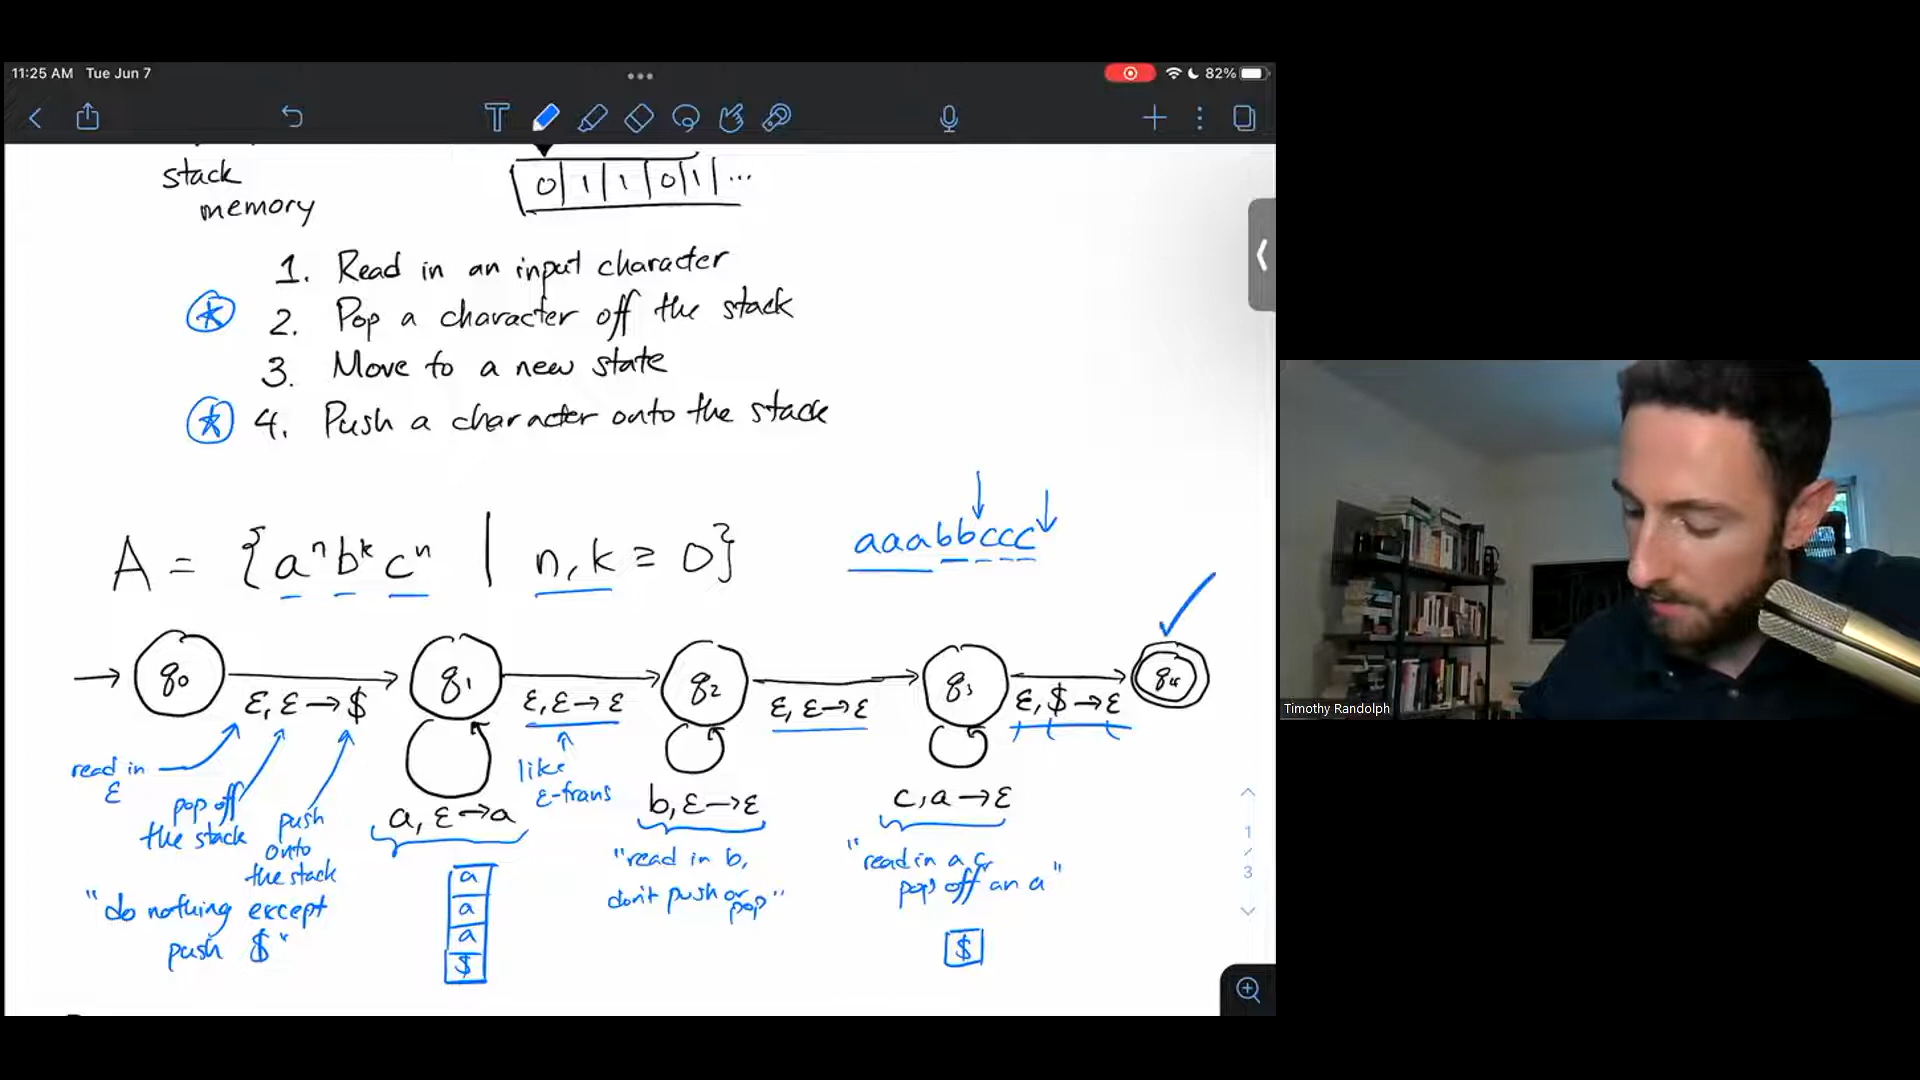 11:25 AM Tue Jun 7
82%
stack
memory
0 1 1 0 1 ...
1. Read in an input character
2. Pop a character off the stack
3. Move to a new state
4. Push a character onto the stack
aaabbccc
A = {aⁿbᵏcⁿ | n,k ≥ 0}
q₀ q₁ q₂ q₃ q₄
ε, ε → $ ε, ε → ε ε, ε → ε ε, $ → ε
read in
ε
pop off
the stack
push
onto
the stack
"do nothing except
push $"
a, ε → a
a
a
a
$
like
ε-trans
b, ε → ε
"read in b,
don't push or
pop"
c, a → ε
"read in a c,
pop off an a"
$
1
/
3
Timothy Randolph